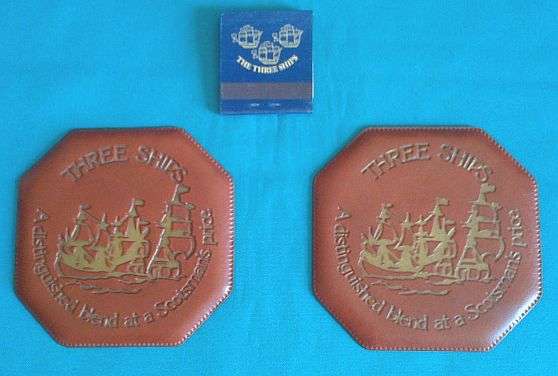 THE THREE SHIPS
THREE SHIPS
A distinguished blend at a Scotsman's price.
THREE SHIPS
A distinguished blend at a Scotsman's price.